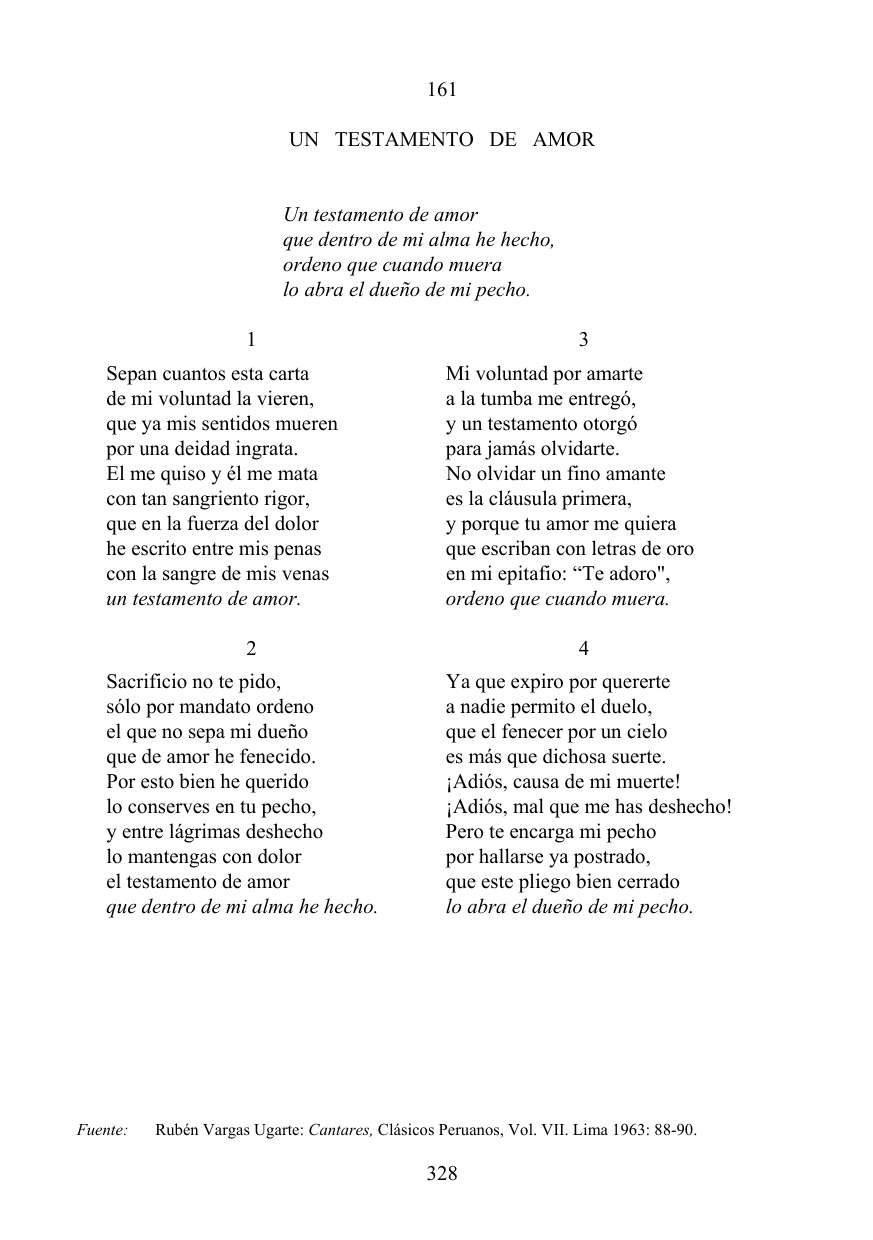 161
UN TESTAMENTO DE AMOR
Un testamento de amor
que dentro de mi alma he hecho,
ordeno que cuando muera
lo abra el dueño de mi pecho.
1
Sepan cuantos esta carta
de mi voluntad la vieren,
que ya mis sentidos mueren
por una deidad ingrata.
El me quiso y él me mata
con tan sangriento rigor,
que en la fuerza del dolor
he escrito entre mis penas
con la sangre de mis venas
un testamento de amor.
2
Sacrificio no te pido,
sólo por mandato ordeno
el que no sepa mi dueño
que de amor he fenecido.
Por esto bien he querido
lo conserves en tu pecho,
y entre lágrimas deshecho
lo mantengas con dolor
el testamento de amor
que dentro de mi alma he hecho.
3
Mi voluntad por amarte
a la tumba me entregó,
y un testamento otorgó
para jamás olvidarte.
No olvidar un fino amante
es la cláusula primera,
y porque tu amor me quiera
que escriban con letras de oro
en mi epitafio: “Te adoro",
ordeno que cuando muera.
4
Ya que expiro por quererte
a nadie permito el duelo,
que el fenecer por un cielo
es más que dichosa suerte.
¡Adiós, causa de mi muerte!
¡Adiós, mal que me has deshecho!
Pero te encarga mi pecho
por hallarse ya postrado,
que este pliego bien cerrado
lo abra el dueño de mi pecho.
Fuente: Rubén Vargas Ugarte: Cantares, Clásicos Peruanos, Vol. VII. Lima 1963: 88-90.
328